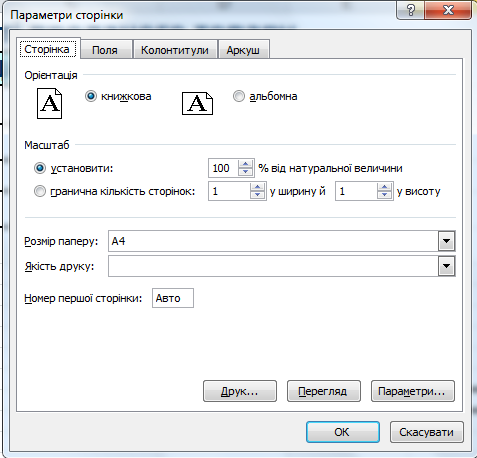 Параметри сторінки
Сторінка Поля Колонтитули Аркуш
Орієнтація
A книжкова A альбомна
Масштаб
установити: 100 % від натуральної величини
гранична кількість сторінок: 1 у ширину й 1 у висоту
Розмір паперу: A4
Якість друку:
Номер першої сторінки: Авто
Друк... Перегляд Параметри...
ОК Скасувати